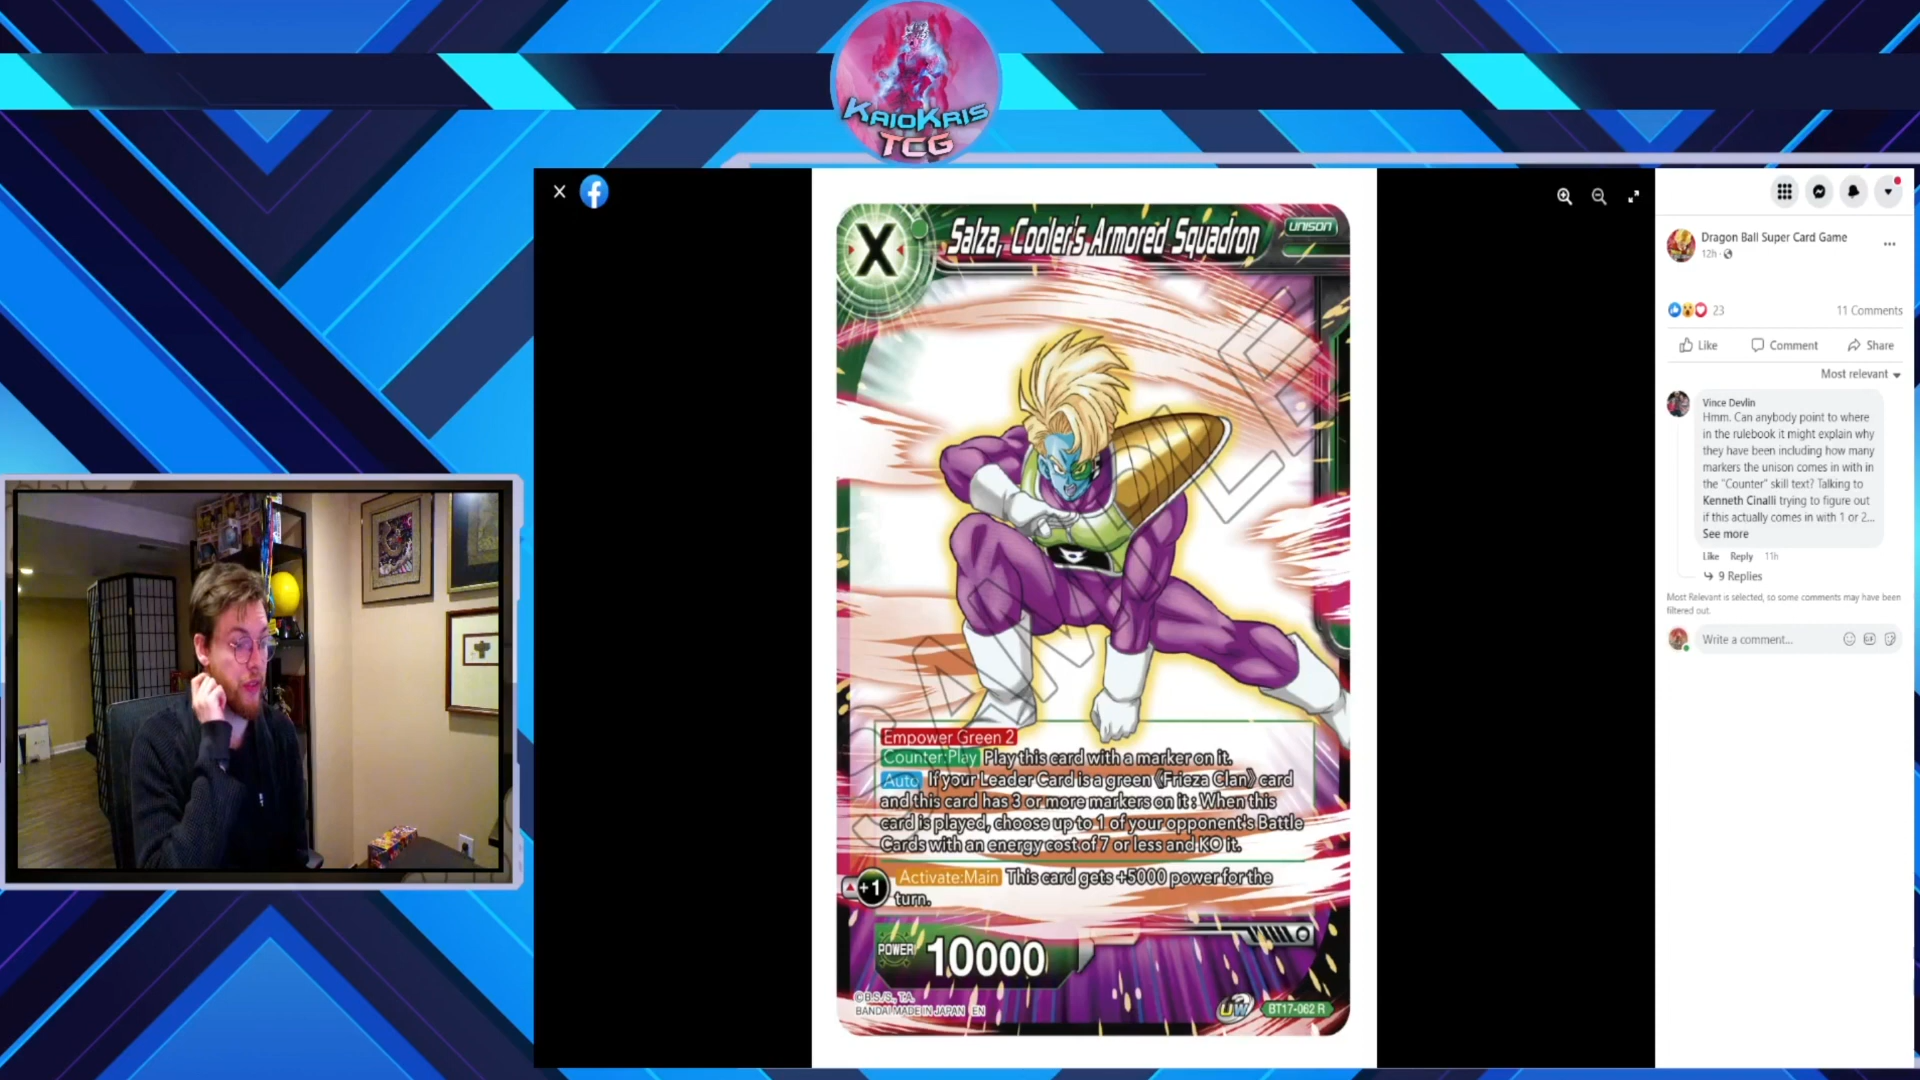 KAIOKRIS
TCG
X
Salza, Cooler's Armored Squadron
UNISON
SAMPLE
Empower Green 2
Counter:Play Play this card with a marker on it.
Auto If your Leader Card is a green 《Frieza Clan》 card
and this card has 3 or more markers on it : When this
card is played, choose up to 1 of your opponent's Battle
Cards with an energy cost of 7 or less and KO it.
+1 Activate:Main This card gets +5000 power for the
turn.
POWER 10000
©B.S./S., T.A.
BANDAI MADE IN JAPAN EN
UW BT17-062 R
Dragon Ball Super Card Game
12h ·
23
11 Comments
Like Comment Share
Most relevant
Vince Devlin
Hmm. Can anybody point to where
in the rulebook it might explain why
they have been including how many
markers the unison comes in with in
the "Counter" skill text? Talking to
Kenneth Cinalli trying to figure out
if this actually comes in with 1 or 2...
See more
Like Reply 11h
9 Replies
Most Relevant is selected, so some comments may have been
filtered out.
Write a comment...